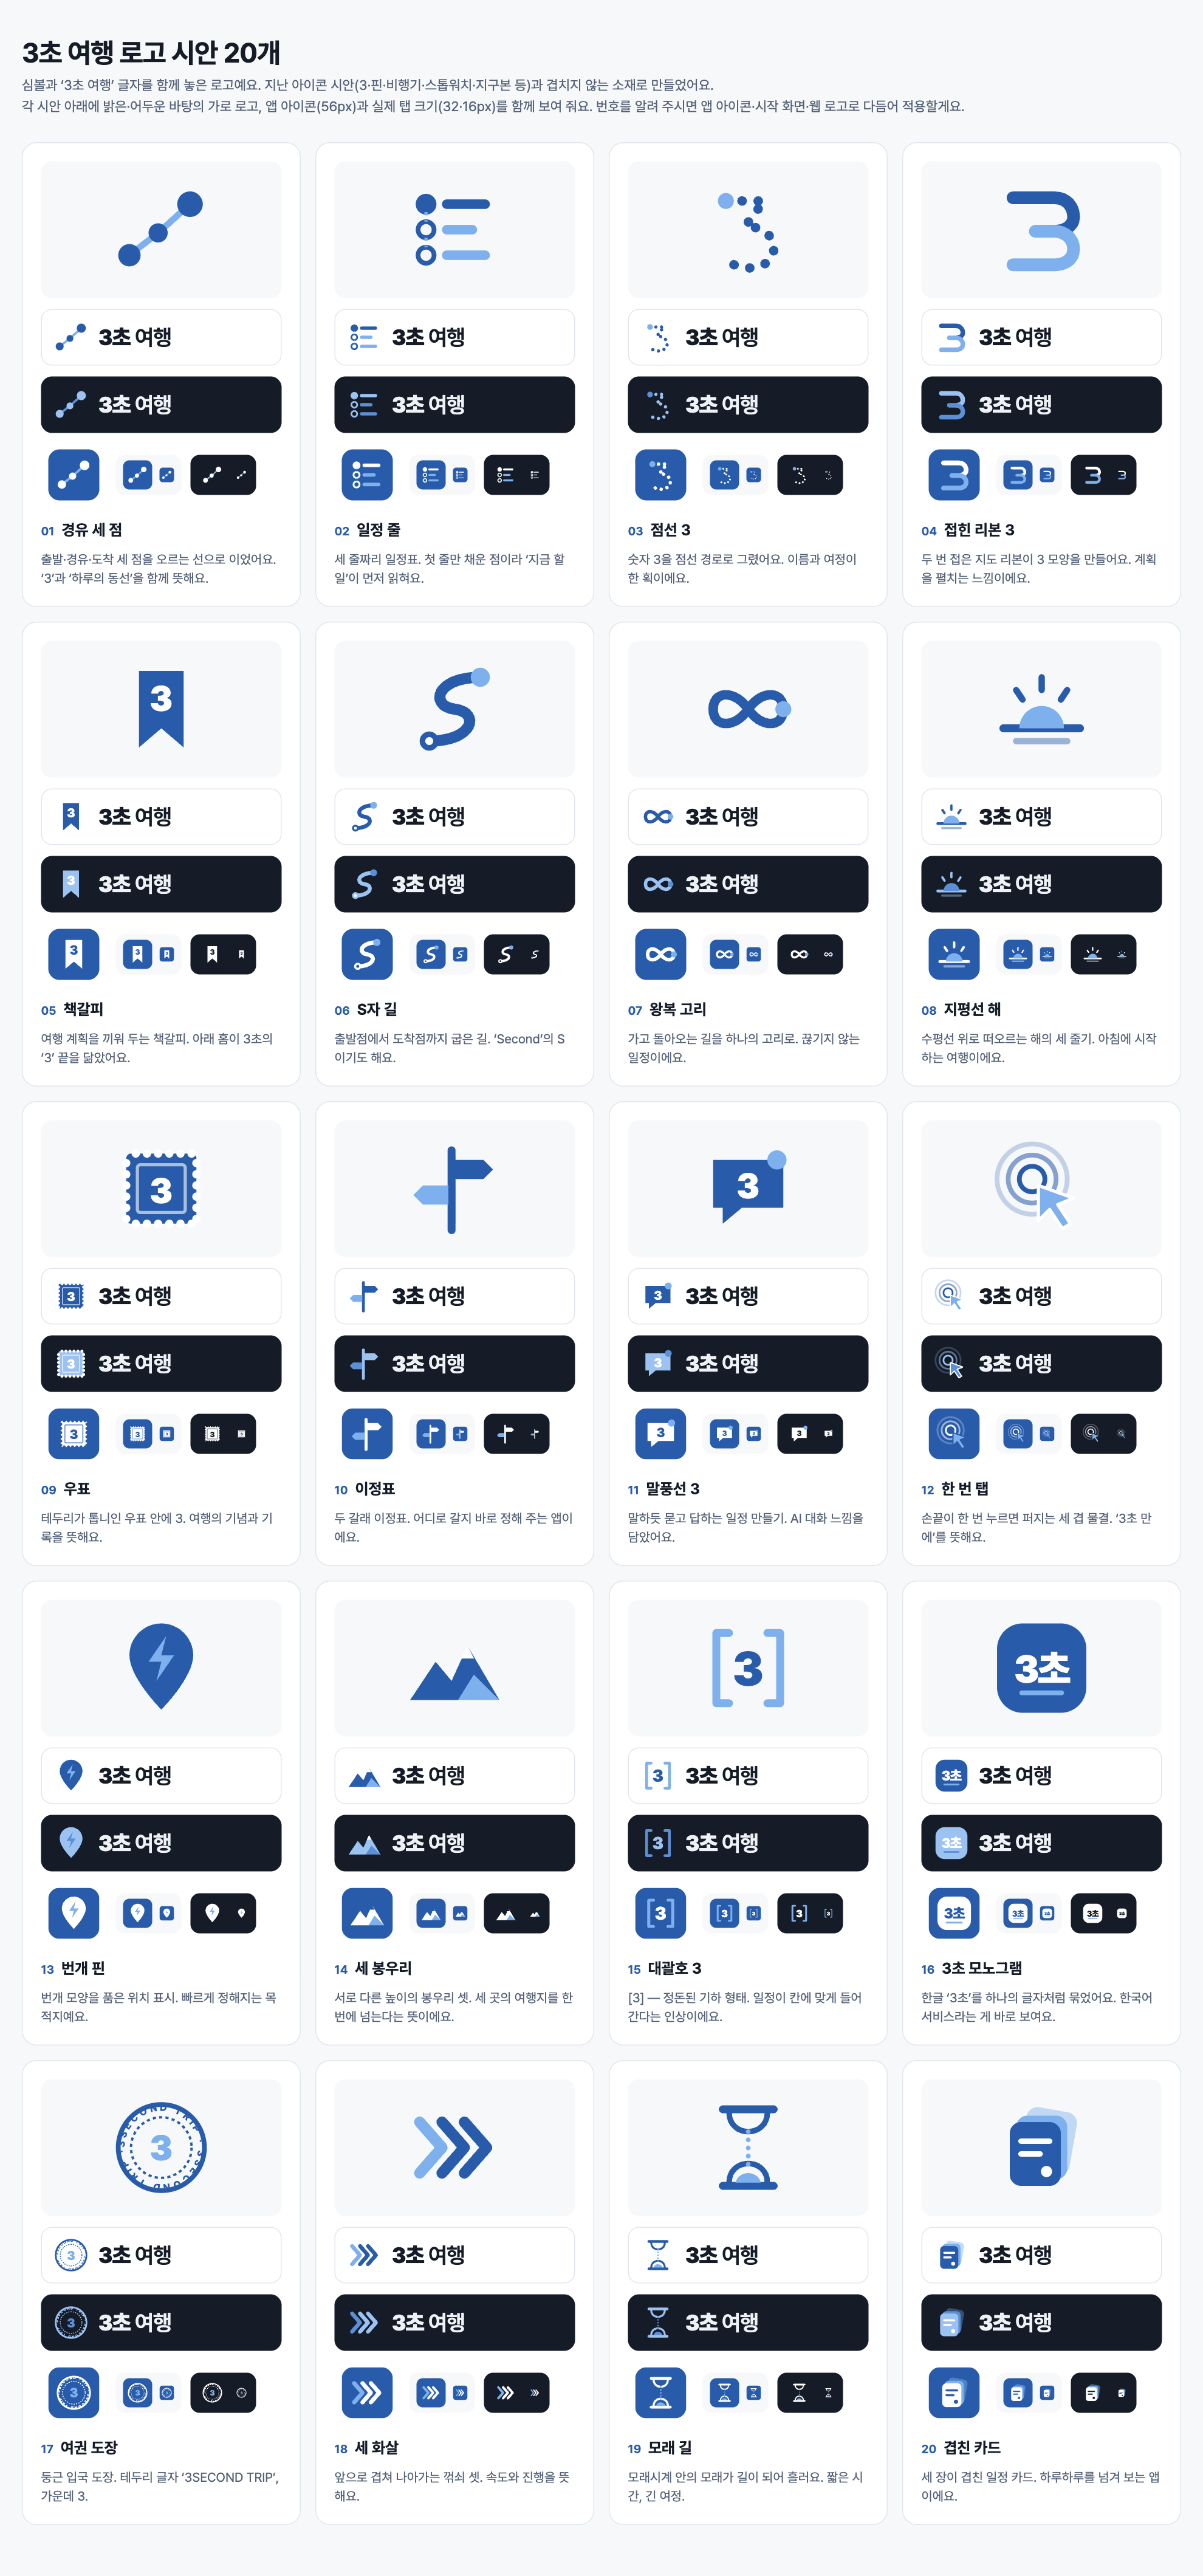 3초 여행 로고 시안 20개
심볼과 ‘3초 여행’ 글자를 함께 놓은 로고예요. 지난 아이콘 시안(3·핀·비행기·스톱워치·지구본 등)과 겹치지 않는 소재로 만들었어요.
각 시안 아래에 밝은·어두운 바탕의 가로 로고, 앱 아이콘(56px)과 실제 탭 크기(32·16px)를 함께 보여 줘요. 번호를 알려 주시면 앱 아이콘·시작 화면·웹 로고로 다듬어 적용할게요.
3초 여행
3초 여행
01 경유 세 점
출발·경유·도착 세 점을 오르는 선으로 이었어요.
‘3’과 ‘하루의 동선’을 함께 뜻해요.
3초 여행
3초 여행
02 일정 줄
세 줄짜리 일정표. 첫 줄만 채운 점이라 ‘지금 할
일’이 먼저 읽혀요.
3초 여행
3초 여행
03 점선 3
숫자 3을 점선 경로로 그렸어요. 이름과 여정이
한 획이에요.
3초 여행
3초 여행
04 접힌 리본 3
두 번 접은 지도 리본이 3 모양을 만들어요. 계획
을 펼치는 느낌이에요.
3
3 3초 여행
3 3초 여행
3 3
05 책갈피
여행 계획을 끼워 두는 책갈피. 아래 홈이 3초의
‘3’ 끝을 닮았어요.
3초 여행
3초 여행
06 S자 길
출발점에서 도착점까지 굽은 길. ‘Second’의 S
이기도 해요.
3초 여행
3초 여행
07 왕복 고리
가고 돌아오는 길을 하나의 고리로. 끊기지 않는
일정이에요.
3초 여행
3초 여행
08 지평선 해
수평선 위로 떠오르는 해의 세 줄기. 아침에 시작
하는 여행이에요.
3
3 3초 여행
3 3초 여행
3 3 3
09 우표
테두리가 톱니인 우표 안에 3. 여행의 기념과 기
록을 뜻해요.
3초 여행
3초 여행
10 이정표
두 갈래 이정표. 어디로 갈지 바로 정해 주는 앱이
에요.
3
3 3초 여행
3 3초 여행
3 3 3
11 말풍선 3
말하듯 묻고 답하는 일정 만들기. AI 대화 느낌을
담았어요.
3초 여행
3초 여행
12 한 번 탭
손끝이 한 번 누르면 퍼지는 세 겹 물결. ‘3초 만
에’를 뜻해요.
3초 여행
3초 여행
13 번개 핀
번개 모양을 품은 위치 표시. 빠르게 정해지는 목
적지예요.
3초 여행
3초 여행
14 세 봉우리
서로 다른 높이의 봉우리 셋. 세 곳의 여행지를 한
번에 넘는다는 뜻이에요.
[3]
[3] 3초 여행
[3] 3초 여행
[3] [3] [3] [3] [3]
15 대괄호 3
[3] — 정돈된 기하 형태. 일정이 칸에 맞게 들어
간다는 인상이에요.
3초
3초 3초 여행
3초 3초 여행
3초 3초 3초
16 3초 모노그램
한글 ‘3초’를 하나의 글자처럼 묶었어요. 한국어
서비스라는 게 바로 보여요.
3
3 3초 여행
3 3초 여행
3 3 3
17 여권 도장
둥근 입국 도장. 테두리 글자 ‘3SECOND TRIP’,
가운데 3.
3초 여행
3초 여행
18 세 화살
앞으로 겹쳐 나아가는 꺾쇠 셋. 속도와 진행을 뜻
해요.
3초 여행
3초 여행
19 모래 길
모래시계 안의 모래가 길이 되어 흘러요. 짧은 시
간, 긴 여정.
3초 여행
3초 여행
20 겹친 카드
세 장이 겹친 일정 카드. 하루하루를 넘겨 보는 앱
이에요.